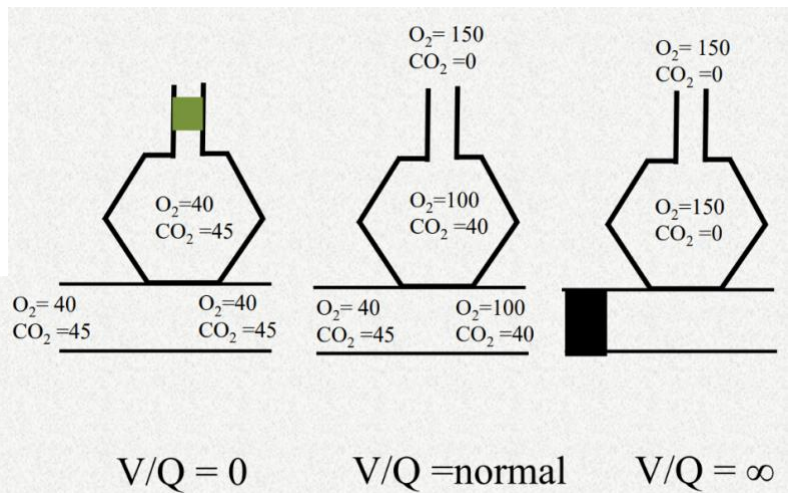 O₂= 150
CO₂ =0
O₂= 150
CO₂ =0
O₂=40
CO₂ =45
O₂=100
CO₂ =40
O₂=150
CO₂ =0
O₂= 40
CO₂ =45
O₂=40
CO₂ =45
O₂= 40
CO₂ =45
O₂=100
CO₂ =40
V/Q = 0
V/Q =normal
V/Q = ∞